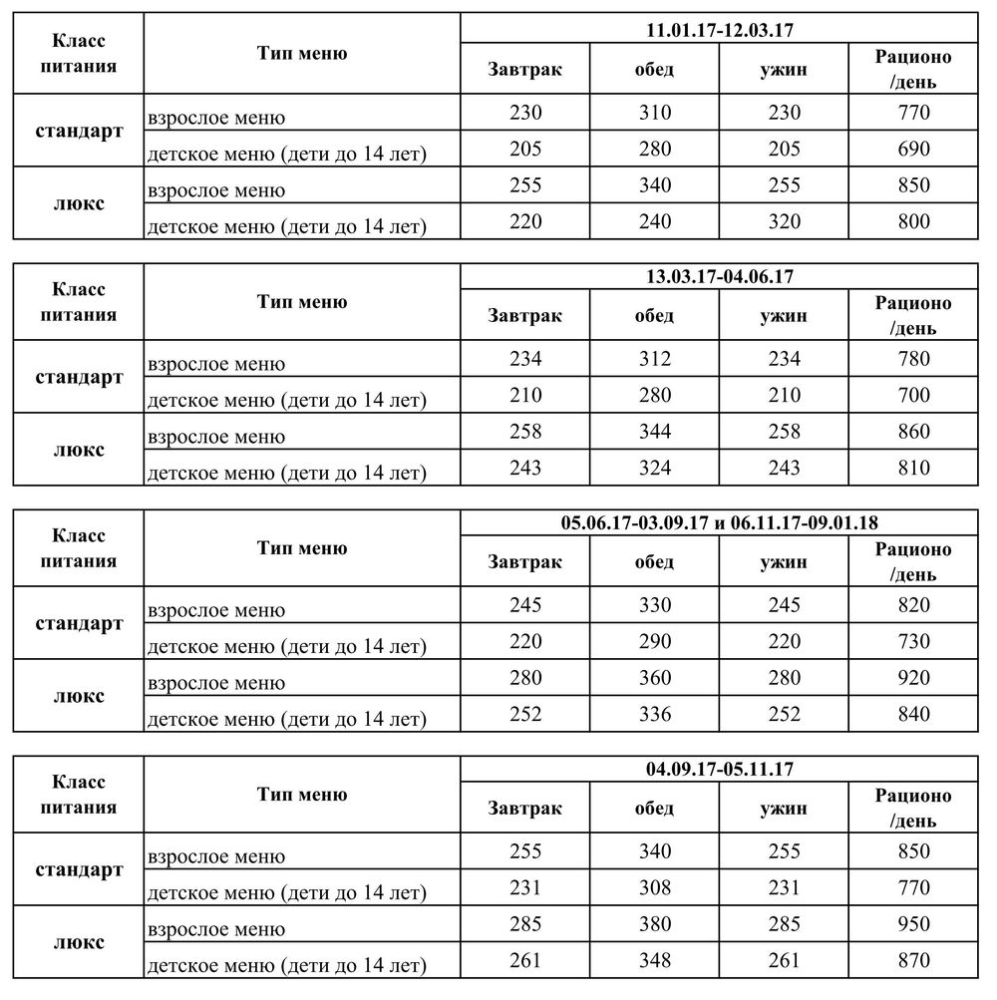 Класс питания Тип меню 11.01.17-12.03.17
Завтрак обед ужин Рационо /день
стандарт взрослое меню 230 310 230 770
детское меню (дети до 14 лет) 205 280 205 690
люкс взрослое меню 255 340 255 850
детское меню (дети до 14 лет) 220 240 320 800
Класс питания Тип меню 13.03.17-04.06.17
Завтрак обед ужин Рационо /день
стандарт взрослое меню 234 312 234 780
детское меню (дети до 14 лет) 210 280 210 700
люкс взрослое меню 258 344 258 860
детское меню (дети до 14 лет) 243 324 243 810
Класс питания Тип меню 05.06.17-03.09.17 и 06.11.17-09.01.18
Завтрак обед ужин Рационо /день
стандарт взрослое меню 245 330 245 820
детское меню (дети до 14 лет) 220 290 220 730
люкс взрослое меню 280 360 280 920
детское меню (дети до 14 лет) 252 336 252 840
Класс питания Тип меню 04.09.17-05.11.17
Завтрак обед ужин Рационо /день
стандарт взрослое меню 255 340 255 850
детское меню (дети до 14 лет) 231 308 231 770
люкс взрослое меню 285 380 285 950
детское меню (дети до 14 лет) 261 348 261 870